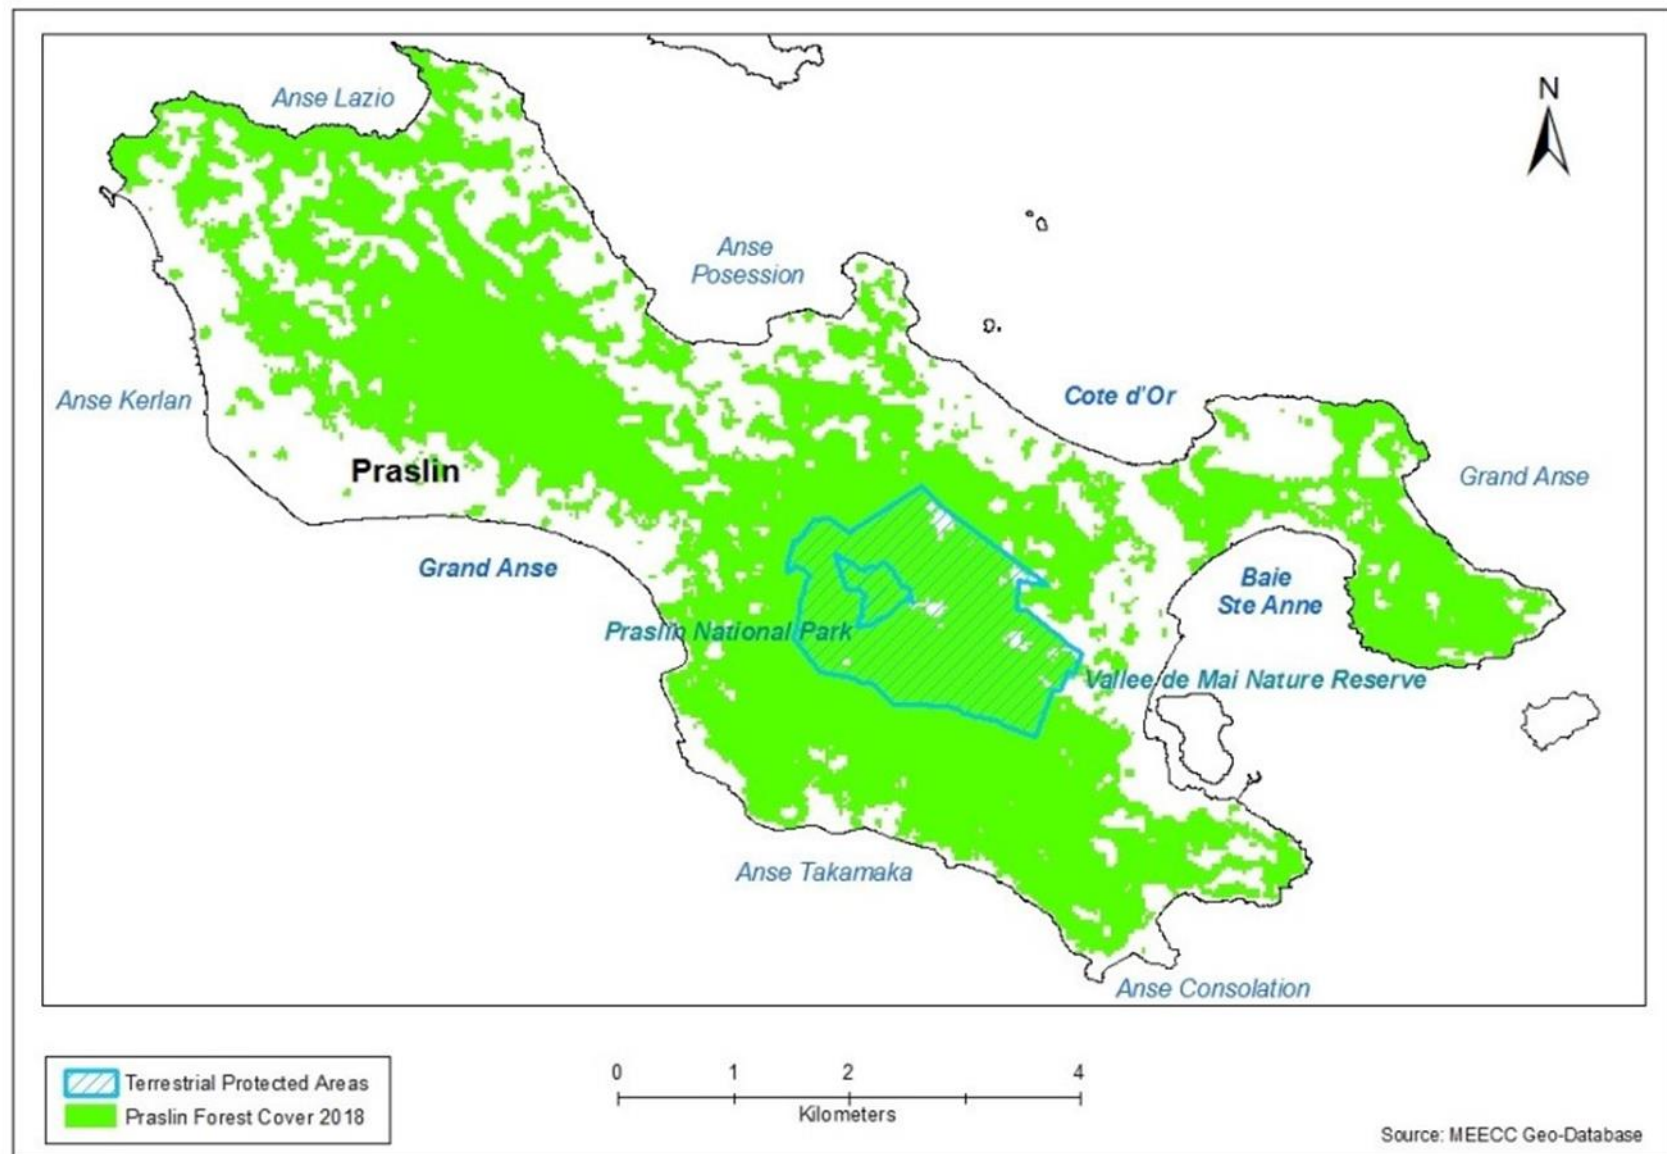 N
Anse Lazio
Anse
Posession
Anse Kerlan
Cote d'Or
Praslin
Grand Anse
Grand Anse
Baie
Ste Anne
Praslin National Park
Vallee de Mai Nature Reserve
Anse Takamaka
Anse Consolation
Terrestrial Protected Areas
Praslin Forest Cover 2018
0 1 2 4
Kilometers
Source: MEECC Geo-Database